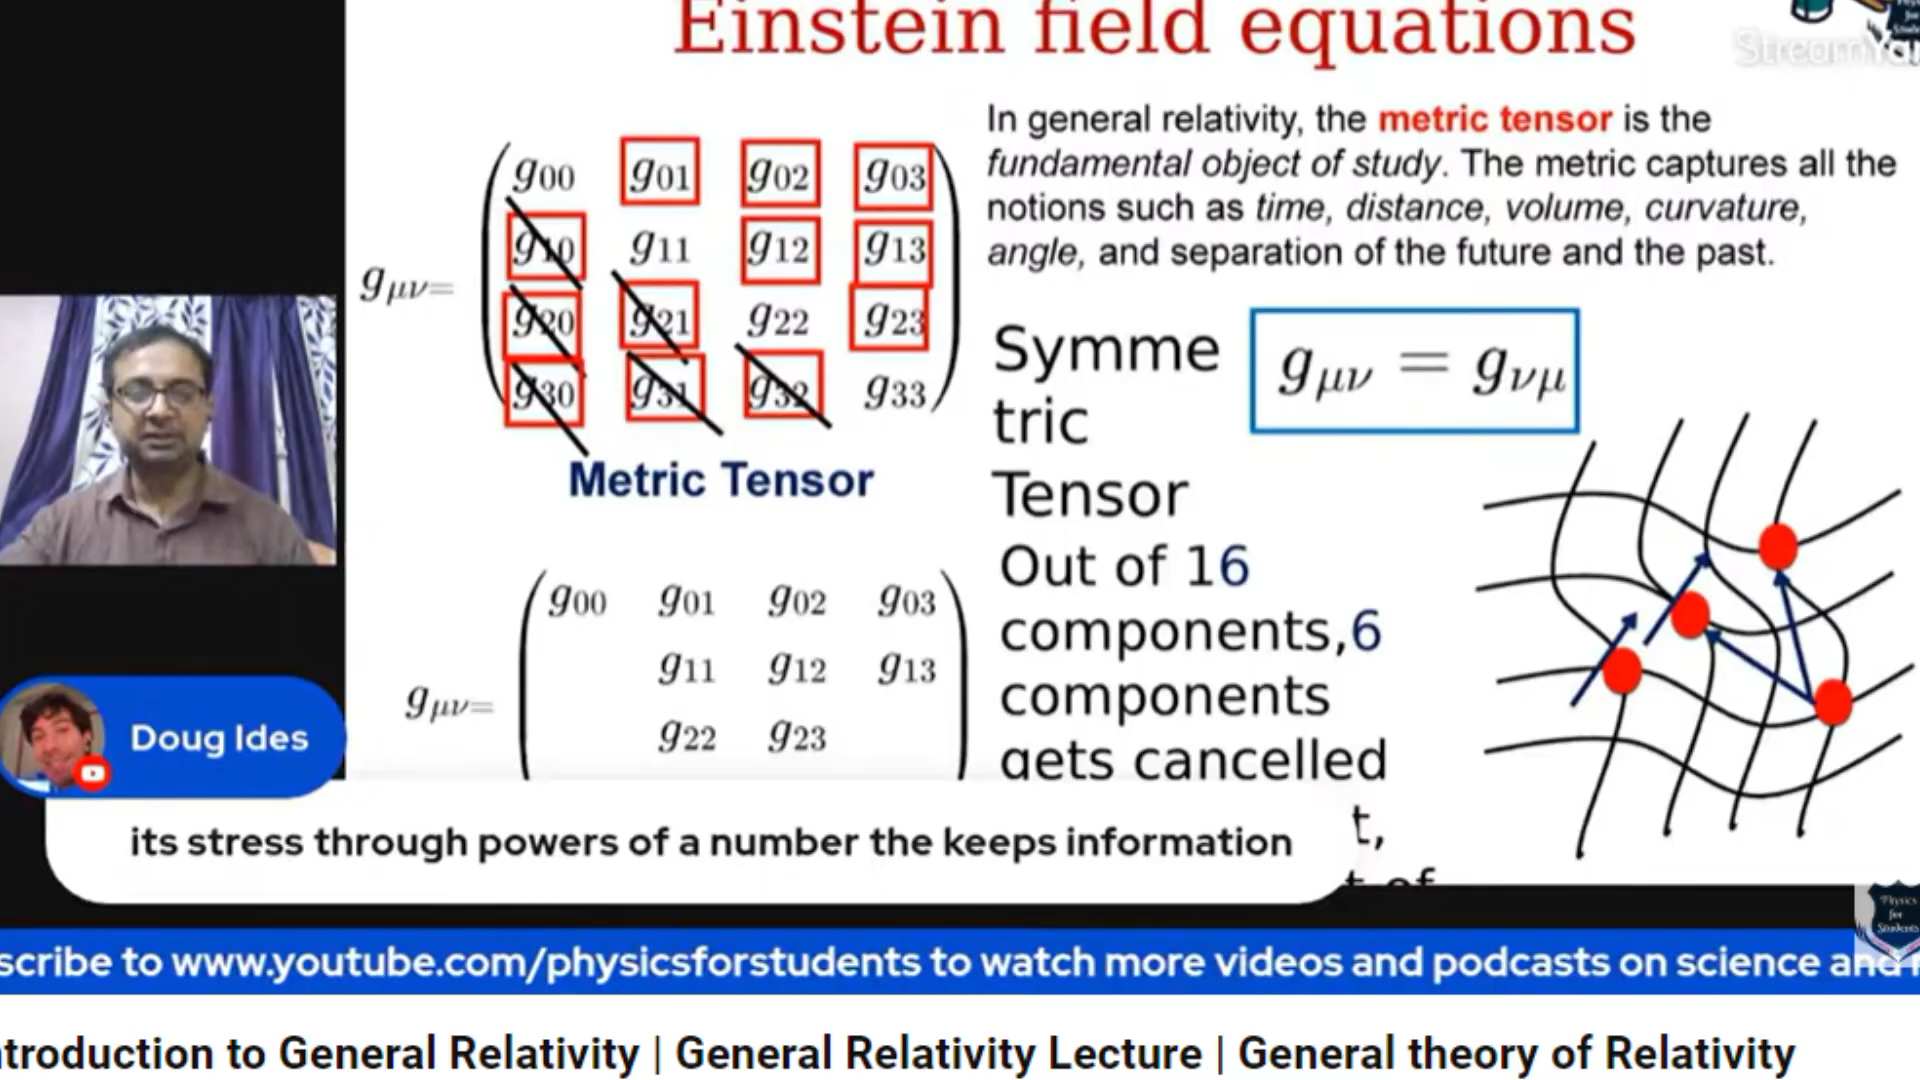 Einstein field equations
StreamYa
In general relativity, the metric tensor is the
fundamental object of study. The metric captures all the
notions such as time, distance, volume, curvature,
angle, and separation of the future and the past.
g00 g01 g02 g03
g10 g11 g12 g13
gμν=
g20 g21 g22 g23
g30 g31 g32 g33
Metric Tensor
Symme
tric
Tensor
gμν = gνμ
Out of 16
components,6
components
gets cancelled
t,
t of
g00 g01 g02 g03
g11 g12 g13
gμν=
g22 g23
Doug Ides
its stress through powers of a number the keeps information
Physics
for
Students
scribe to www.youtube.com/physicsforstudents to watch more videos and podcasts on science and
ntroduction to General Relativity | General Relativity Lecture | General theory of Relativity